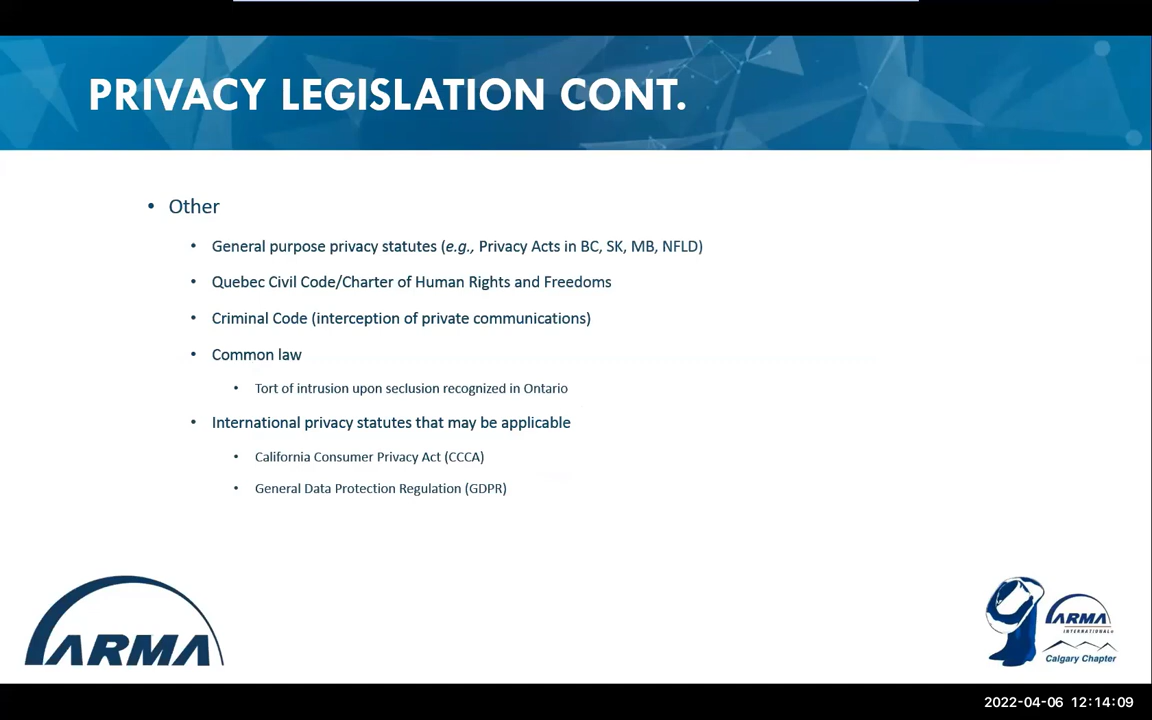 PRIVACY LEGISLATION CONT.
• Other
• General purpose privacy statutes (e.g., Privacy Acts in BC, SK, MB, NFLD)
• Quebec Civil Code/Charter of Human Rights and Freedoms
• Criminal Code (interception of private communications)
• Common law
• Tort of intrusion upon seclusion recognized in Ontario
• International privacy statutes that may be applicable
• California Consumer Privacy Act (CCCA)
• General Data Protection Regulation (GDPR)
ARMA
ARMA
INTERNATIONAL®
Calgary Chapter
2022-04-06 12:14:09